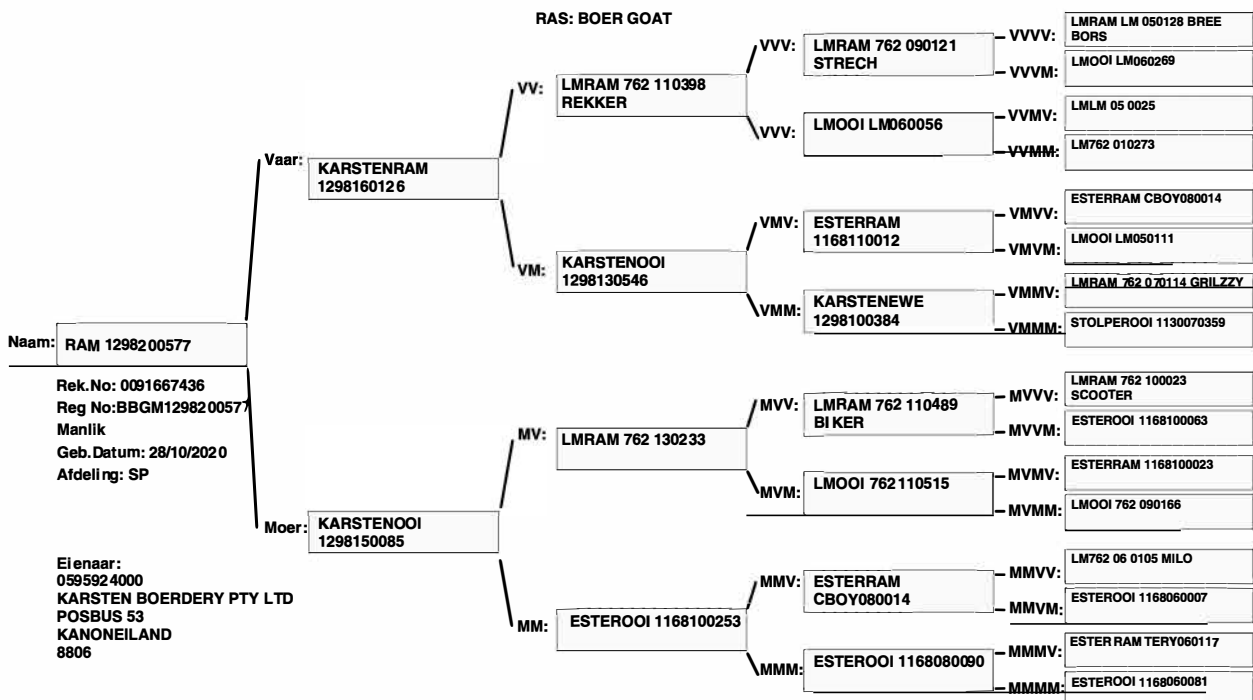 RAS: BOER GOAT
Naam:
RAM 1298200577
Rek.No: 0091667436
Reg No:BBGM1298200577
Manlik
Geb.Datum: 28/10/2020
Afdeling: SP
Eienaar:
0595924000
KARSTEN BOERDERY PTY LTD
POSBUS 53
KANONEILAND
8806
Vaar:
KARSTENRAM
1298160126
Moer:
KARSTENOOI
1298150085
VV:
LMRAM 762 110398
REKKER
VM:
KARSTENOOI
1298130546
MV:
LMRAM 762 130233
MM:
ESTEROOI 1168100253
VVV:
LMRAM 762 090121
STRECH
VVV:
LMOOI LM060056
VMV:
ESTERRAM
1168110012
VMM:
KARSTENEWE
1298100384
MVV:
LMRAM 762 110489
BIKER
MVM:
LMOOI 762 110515
MMV:
ESTERRAM
CBOY080014
MMM:
ESTEROOI 1168080090
VVVV:
LMRAM LM 050128 BREE
BORS
VVVM:
LMOOI LM060269
VVMV:
LMLM 05 0025
VVMM:
LM762 010273
VMVV:
ESTERRAM CBOY080014
VMVM:
LMOOI LM050111
VMMV:
LMRAM 762 070114 GRILZZY
VMMM:
STOLPEROOI 1130070359
MVVV:
LMRAM 762 100023
SCOOTER
MVVM:
ESTEROOI 1168100063
MVMV:
ESTERRAM 1168100023
MVMM:
LMOOI 762 090166
MMVV:
LM762 06 0105 MILO
MMVM:
ESTEROOI 1168060007
MMMV:
ESTER RAM TERY060117
MMMM:
ESTEROOI 1168060081